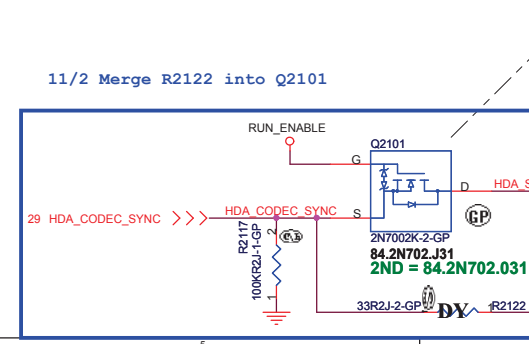 11/2 Merge R2122 into Q2101
RUN_ENABLE
Q2101
G
D
HDA_S
HDA_CODEC_SYNC
S
29 HDA_CODEC_SYNC
GP
R2117
100KR2J-1-GP
2
1
2N7002K-2-GP
84.2N702.J31
2ND = 84.2N702.031
33R2J-2-GP
DY
1
R2122